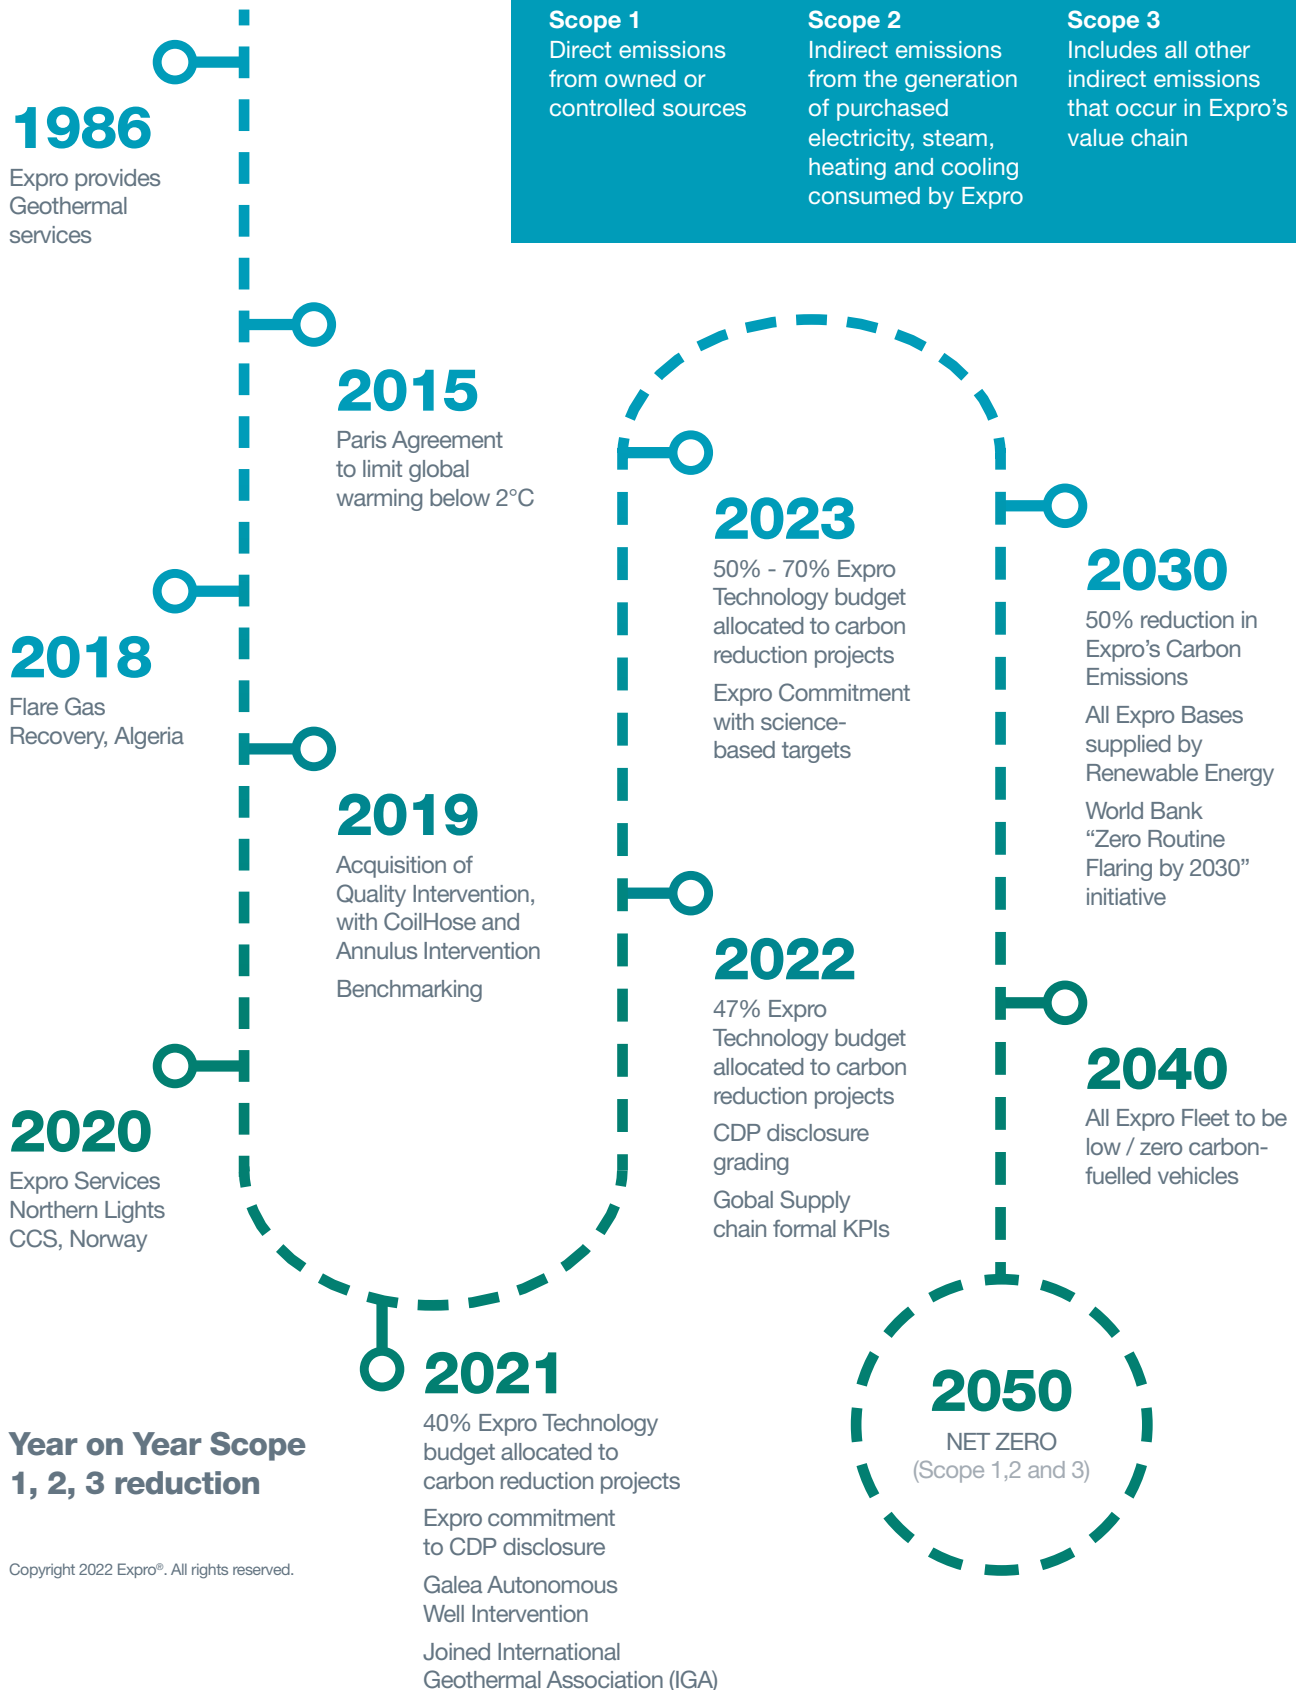 Scope 1
Direct emissions
from owned or
controlled sources
Scope 2
Indirect emissions
from the generation
of purchased
electricity, steam,
heating and cooling
consumed by Expro
Scope 3
Includes all other
indirect emissions
that occur in Expro’s
value chain
1986
Expro provides
Geothermal
services
2015
Paris Agreement
to limit global
warming below 2°C
2018
Flare Gas
Recovery, Algeria
2019
Acquisition of
Quality Intervention,
with CoilHose and
Annulus Intervention
Benchmarking
2020
Expro Services
Northern Lights
CCS, Norway
2021
40% Expro Technology
budget allocated to
carbon reduction projects
Expro commitment
to CDP disclosure
Galea Autonomous
Well Intervention
Joined International
Geothermal Association (IGA)
2022
47% Expro
Technology budget
allocated to carbon
reduction projects
CDP disclosure
grading
Gobal Supply
chain formal KPIs
2023
50% - 70% Expro
Technology budget
allocated to carbon
reduction projects
Expro Commitment
with science-
based targets
2030
50% reduction in
Expro’s Carbon
Emissions
All Expro Bases
supplied by
Renewable Energy
World Bank
“Zero Routine
Flaring by 2030”
initiative
2040
All Expro Fleet to be
low / zero carbon-
fuelled vehicles
2050
NET ZERO
(Scope 1,2 and 3)
Year on Year Scope
1, 2, 3 reduction
Copyright 2022 Expro®. All rights reserved.